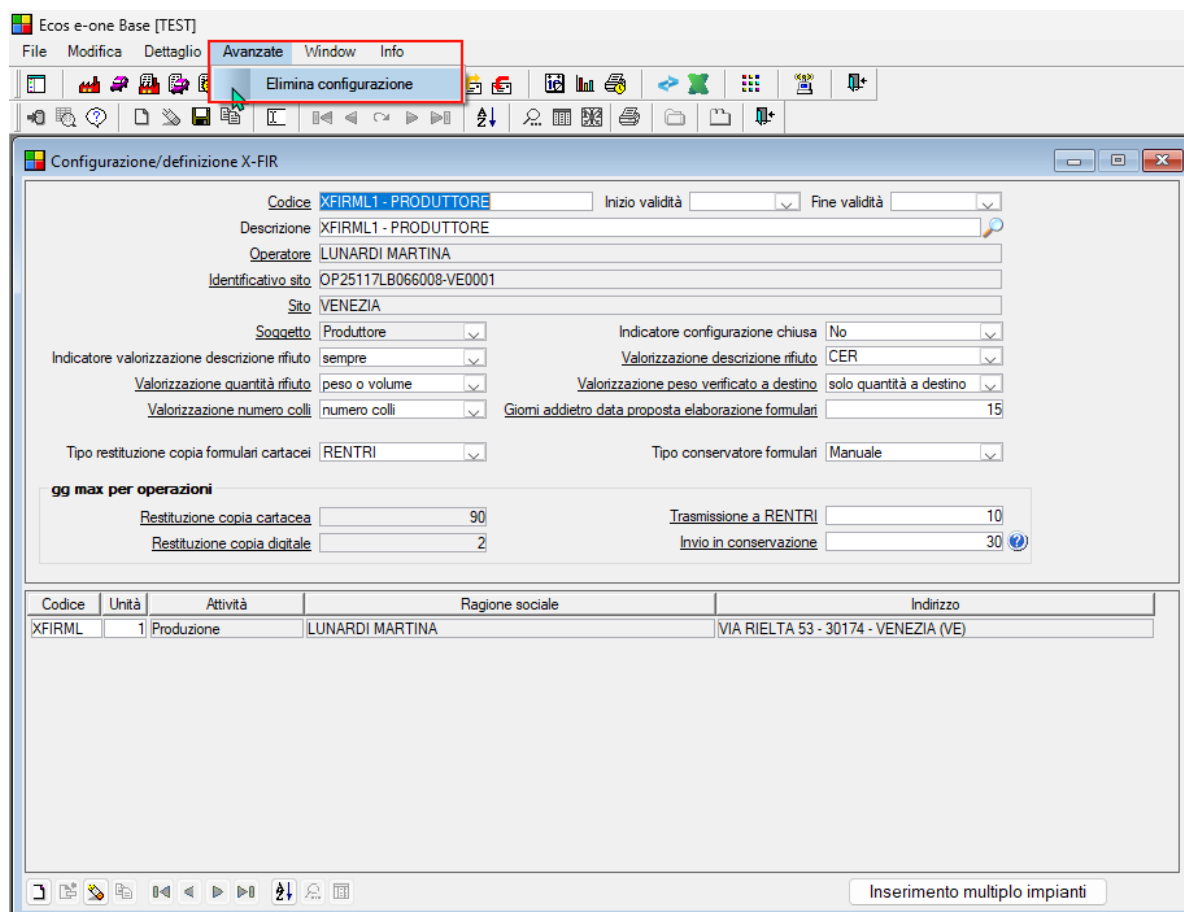 Ecos e-one Base [TEST]
File Modifica Dettaglio Avanzate Window Info
Elimina configurazione
Configurazione/definizione X-FIR
Codice XFIRML1 - PRODUTTORE Inizio validità Fine validità
Descrizione XFIRML1 - PRODUTTORE
Operatore LUNARDI MARTINA
Identificativo sito OP25117LB066008-VE0001
Sito VENEZIA
Soggetto Produttore Indicatore configurazione chiusa No
Indicatore valorizzazione descrizione rifiuto sempre Valorizzazione descrizione rifiuto CER
Valorizzazione quantità rifiuto peso o volume Valorizzazione peso verificato a destino solo quantità a destino
Valorizzazione numero colli numero colli Giorni addietro data proposta elaborazione formulari 15
Tipo restituzione copia formulari cartacei RENTRI Tipo conservatore formulari Manuale
gg max per operazioni
Restituzione copia cartacea 90 Trasmissione a RENTRI 10
Restituzione copia digitale 2 Invio in conservazione 30
Codice Unità Attività Ragione sociale Indirizzo
XFIRML 1 Produzione LUNARDI MARTINA VIA RIELTA 53 - 30174 - VENEZIA (VE)
Inserimento multiplo impianti